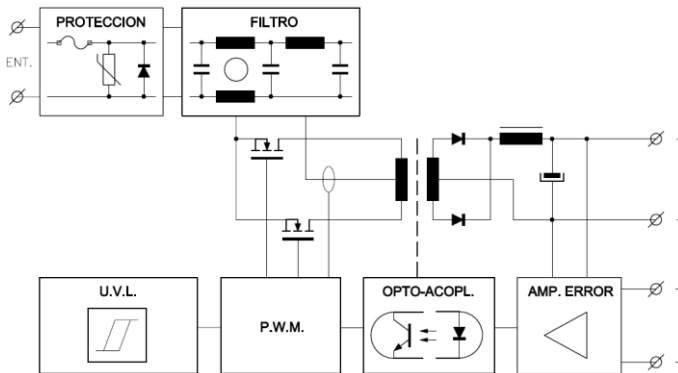 PROTECCION
FILTRO
ENT.
U.V.L.
P.W.M.
OPTO-ACOPL.
AMP. ERROR